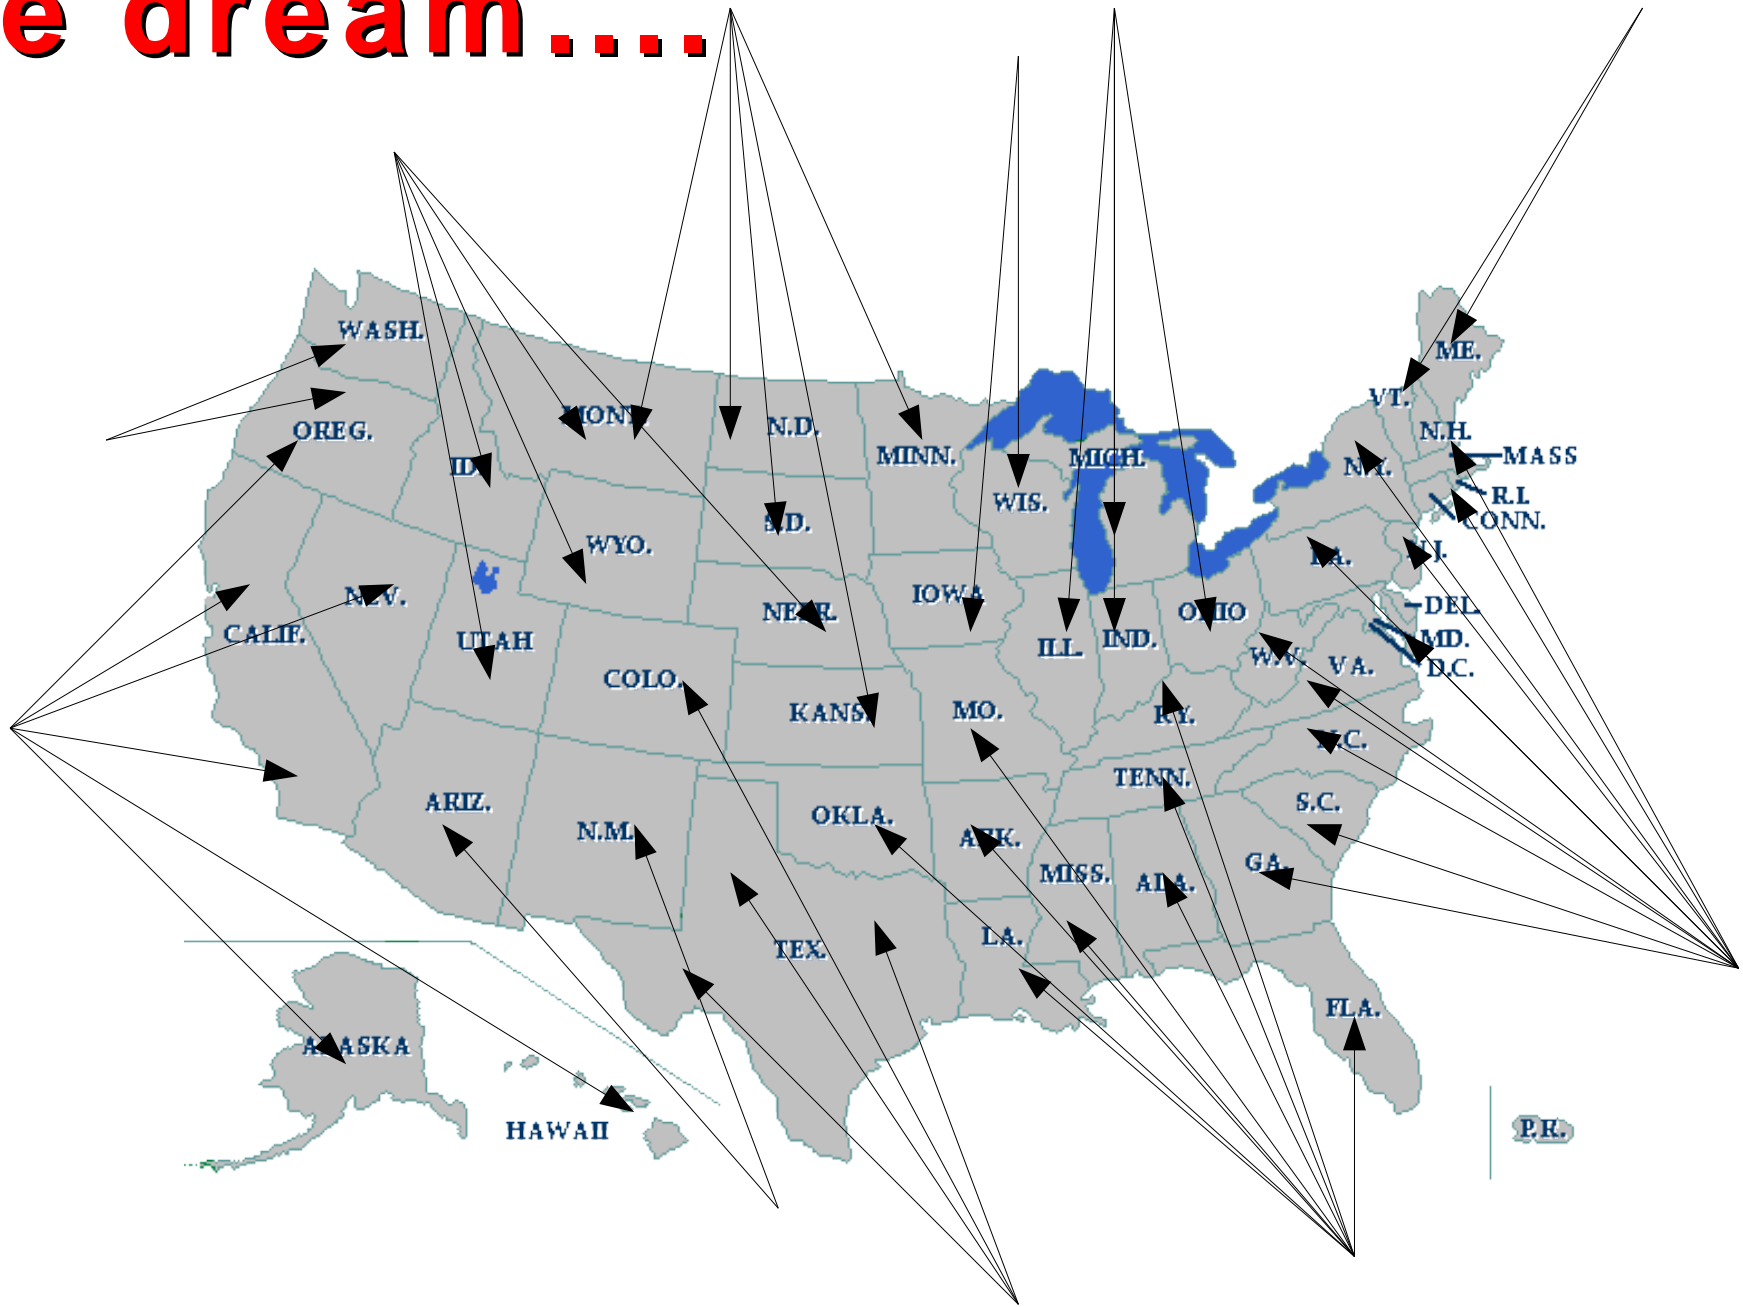 e dream....
WASH.
ME.
VT.
MONT.
N.D.
OREG.
N.H.
MINN.
MICH.
MASS
ID.
N.Y.
WIS.
R.I.
CONN.
S.D.
WYO.
N.J.
PA.
NEV.
IOWA
NEBR.
OHIO
DEL.
CALIF.
UTAH
ILL.
IND.
MD.
W.V.
VA.
D.C.
COLO.
KANS.
MO.
KY.
N.C.
TENN.
ARIZ.
S.C.
OKLA.
N.M.
ARK.
GA.
MISS.
ALA.
LA.
TEX.
FLA.
ALASKA
HAWAII
P.R.